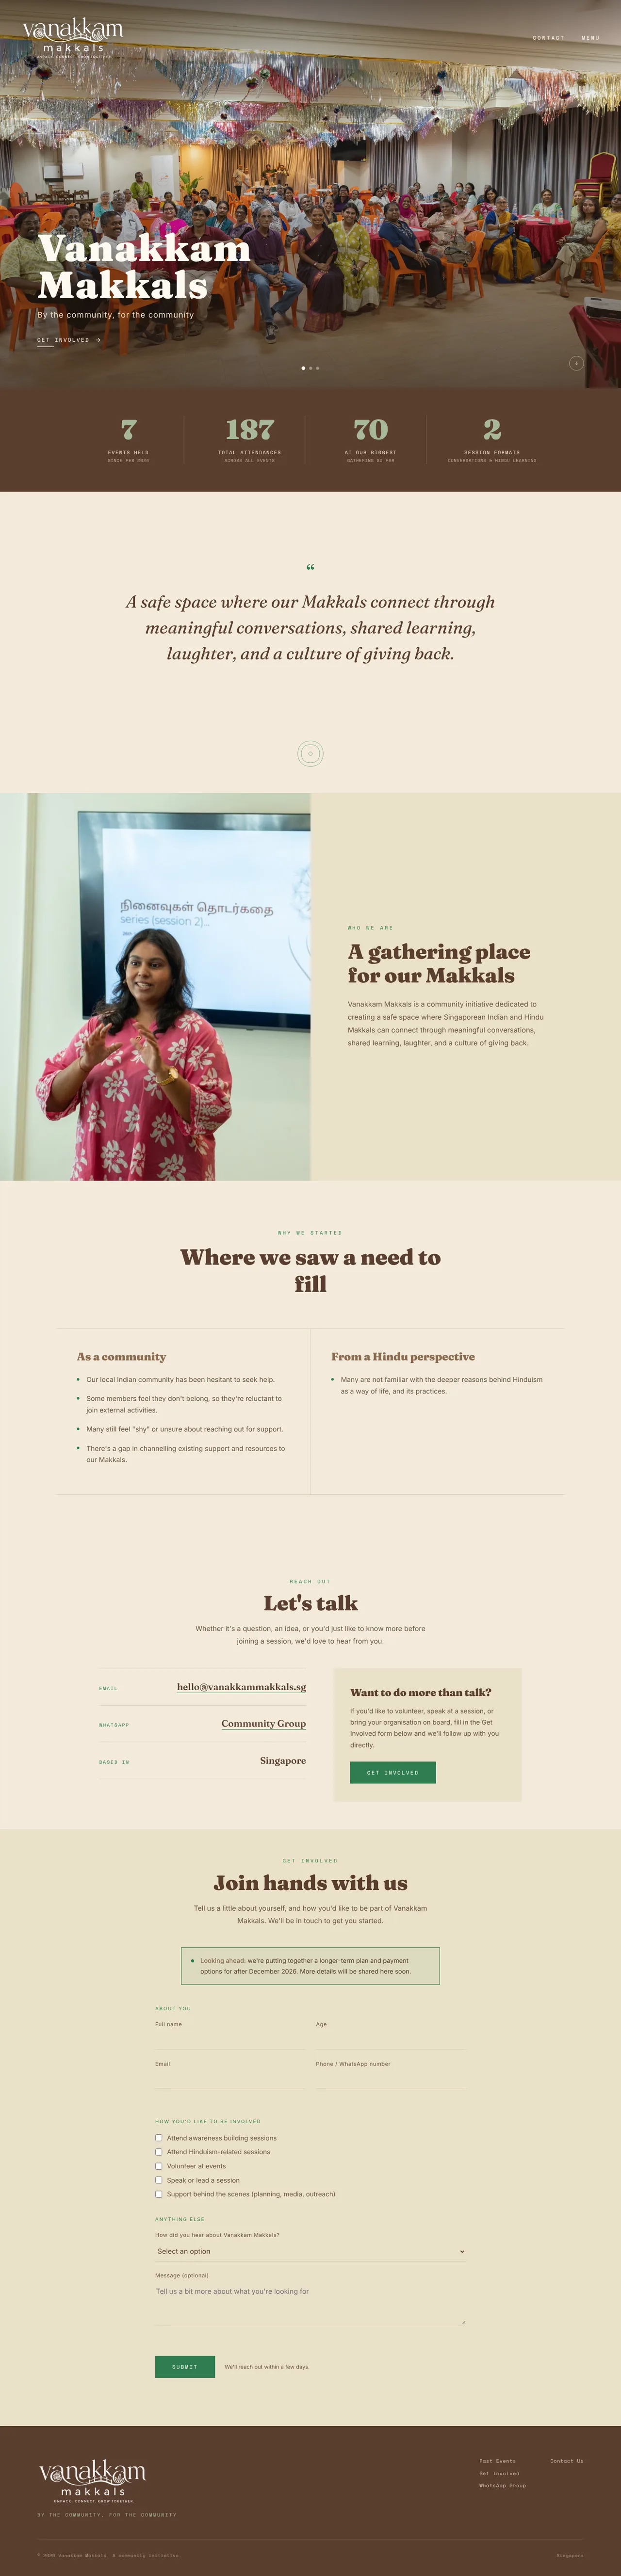 vanakkam
makkals
UNPACK. CONNECT. GROW TOGETHER.
CONTACT
MENU
Vanakkam
Makkals
By the community, for the community
GET INVOLVED →
7
EVENTS HELD
187
TOTAL ATTENDANCES
ACROSS ALL EVENTS
70
AT OUR BIGGEST
GATHERING SO FAR
2
SESSION FORMATS
CONVERSATIONS & HINDU LEARNING
“
A safe space where our Makkals connect through
meaningful conversations, shared learning,
laughter, and a culture of giving back.
நினைவுகள் தொடர்கதை
series (session 2)...
WHO WE ARE
A gathering place
for our Makkals
Vanakkam Makkals is a community initiative dedicated to
creating a safe space where Singaporean Indian and Hindu
Makkals can connect through meaningful conversations,
shared learning, laughter, and a culture of giving back.
WHY WE STARTED
Where we saw a need to
fill
As a community
Our local Indian community has been hesitant to seek help.
Some members feel they don't belong, so they're reluctant to
join external activities.
Many still feel "shy" or unsure about reaching out for support.
There's a gap in channelling existing support and resources to
our Makkals.
From a Hindu perspective
Many are not familiar with the deeper reasons behind Hinduism
as a way of life, and its practices.
REACH OUT
Let's talk
Whether it's a question, an idea, or you'd just like to know more before
joining a session, we'd love to hear from you.
EMAIL
hello@vanakkammakkals.sg
WHATSAPP
Community Group
BASED IN
Singapore
Want to do more than talk?
If you'd like to volunteer, speak at a session, or
bring your organisation on board, fill in the Get
Involved form below and we'll follow up with you
directly.
GET INVOLVED
GET INVOLVED
Join hands with us
Tell us a little about yourself, and how you'd like to be part of Vanakkam
Makkals. We'll be in touch to get you started.
Looking ahead: we're putting together a longer-term plan and payment
options for after December 2026. More details will be shared here soon.
ABOUT YOU
Full name
Age
Email
Phone / WhatsApp number
HOW YOU'D LIKE TO BE INVOLVED
Attend awareness building sessions
Attend Hinduism-related sessions
Volunteer at events
Speak or lead a session
Support behind the scenes (planning, media, outreach)
ANYTHING ELSE
How did you hear about Vanakkam Makkals?
Select an option
Message (optional)
Tell us a bit more about what you're looking for
SUBMIT
We'll reach out within a few days.
vanakkam
makkals
UNPACK. CONNECT. GROW TOGETHER.
BY THE COMMUNITY, FOR THE COMMUNITY
Past Events
Get Involved
WhatsApp Group
Contact Us
Vanakkam Makkals. A community initiative.
Singapore